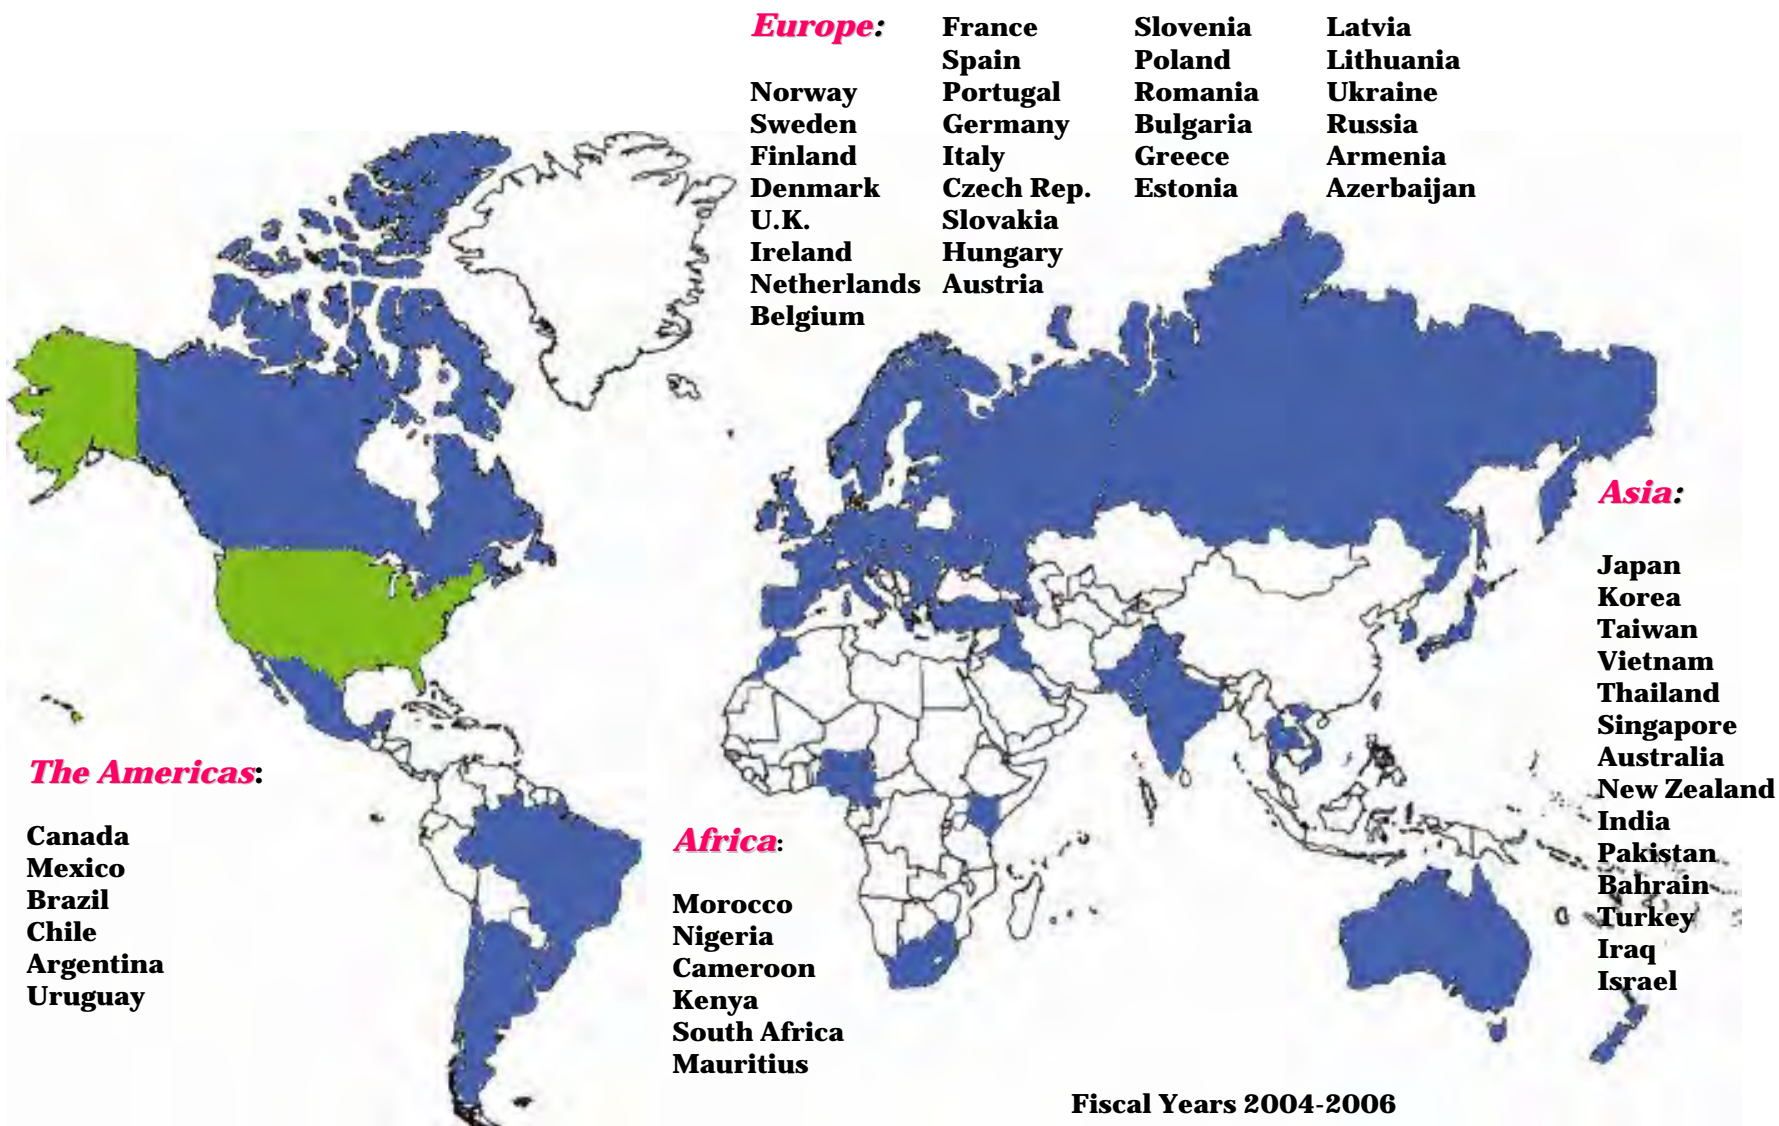 Europe:
Norway
Sweden
Finland
Denmark
U.K.
Ireland
Netherlands
Belgium
France
Spain
Portugal
Germany
Italy
Czech Rep.
Slovakia
Hungary
Austria
Slovenia
Poland
Romania
Bulgaria
Greece
Estonia
Latvia
Lithuania
Ukraine
Russia
Armenia
Azerbaijan
Asia:
Japan
Korea
Taiwan
Vietnam
Thailand
Singapore
Australia
New Zealand
India
Pakistan
Bahrain
Turkey
Iraq
Israel
The Americas:
Canada
Mexico
Brazil
Chile
Argentina
Uruguay
Africa:
Morocco
Nigeria
Cameroon
Kenya
South Africa
Mauritius
Fiscal Years 2004-2006